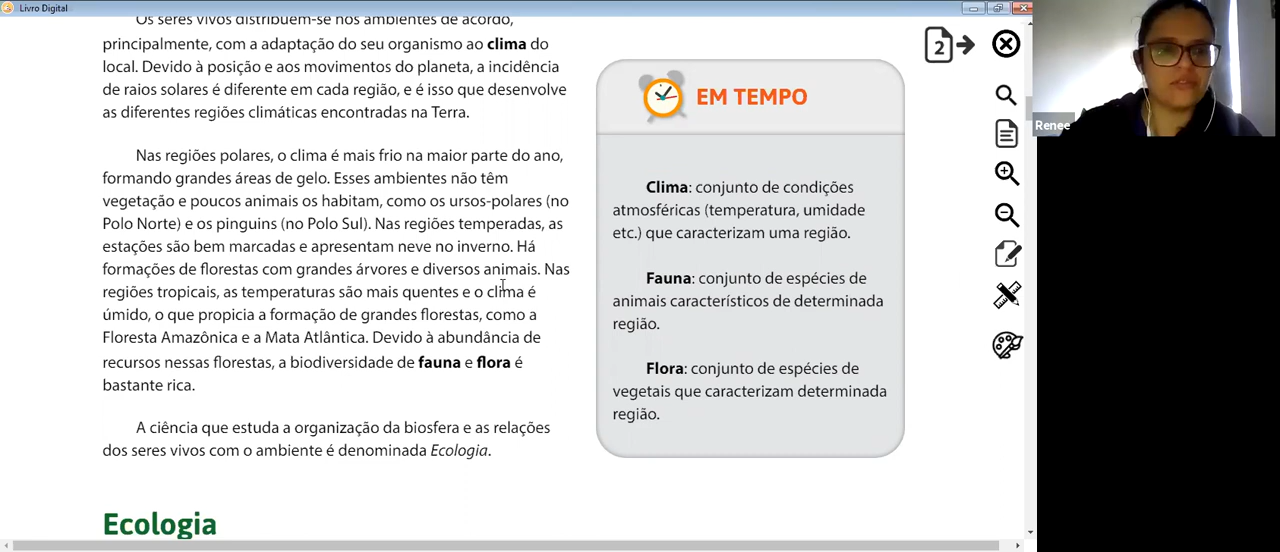 Livro Digital
Os seres vivos distribuem-se nos ambientes de acordo,
principalmente, com a adaptação do seu organismo ao clima do
local. Devido à posição e aos movimentos do planeta, a incidência
de raios solares é diferente em cada região, e é isso que desenvolve
as diferentes regiões climáticas encontradas na Terra.
Nas regiões polares, o clima é mais frio na maior parte do ano,
formando grandes áreas de gelo. Esses ambientes não têm
vegetação e poucos animais os habitam, como os ursos-polares (no
Polo Norte) e os pinguins (no Polo Sul). Nas regiões temperadas, as
estações são bem marcadas e apresentam neve no inverno. Há
formações de florestas com grandes árvores e diversos animais. Nas
regiões tropicais, as temperaturas são mais quentes e o clima é
úmido, o que propicia a formação de grandes florestas, como a
Floresta Amazônica e a Mata Atlântica. Devido à abundância de
recursos nessas florestas, a biodiversidade de fauna e flora é
bastante rica.
A ciência que estuda a organização da biosfera e as relações
dos seres vivos com o ambiente é denominada Ecologia.
Ecologia
EM TEMPO
Clima: conjunto de condições
atmosféricas (temperatura, umidade
etc.) que caracterizam uma região.
Fauna: conjunto de espécies de
animais característicos de determinada
região.
Flora: conjunto de espécies de
vegetais que caracterizam determinada
região.
2
Renee